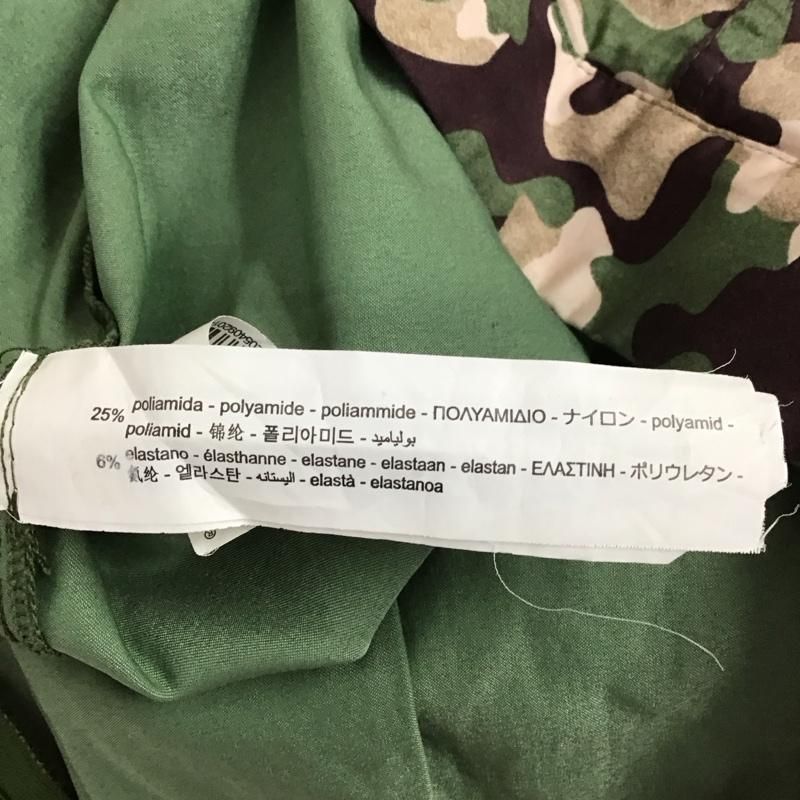 25% poliamida - polyamide - poliammide - ΠΟΛΥΑΜΙΔΙΟ - ナイロン - polyamid -
poliamid - 锦纶 - 폴리아미드 - بولياميد
6% elastano - élasthanne - elastane - elastaan - elastan - ΕΛΑΣΤΙΝΗ - ポリウレタン -
氨纶 - 엘라스탄 - اليستانه - elastà - elastanoa